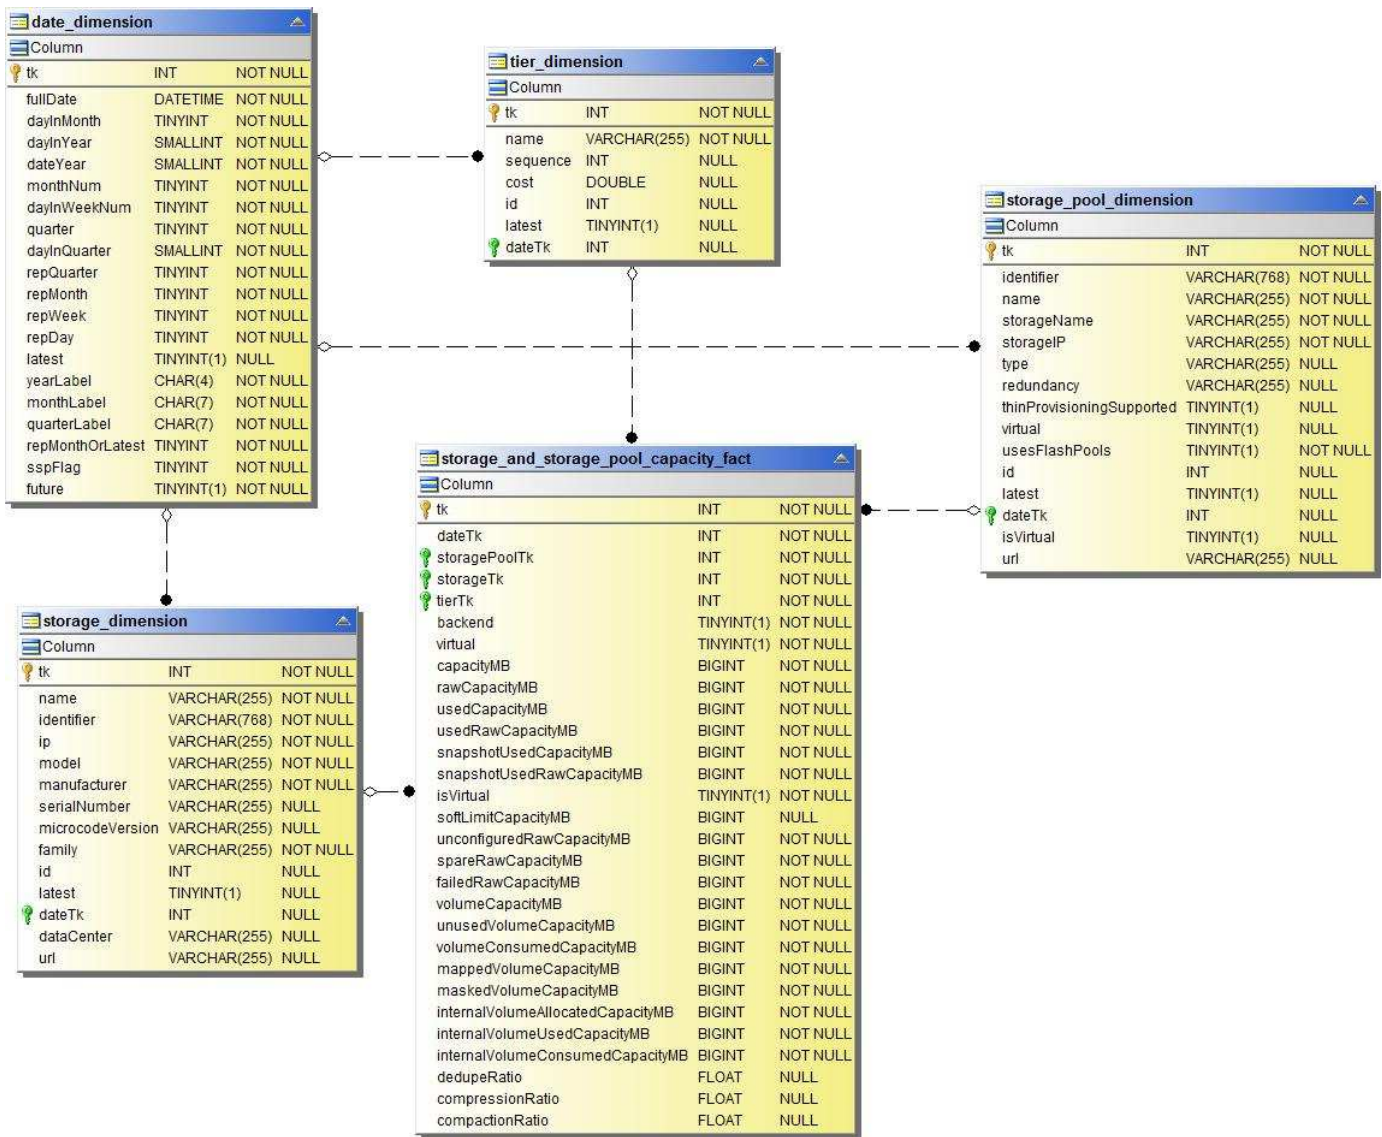 date_dimension
Column
tk INT NOT NULL
fullDate DATETIME NOT NULL
dayInMonth TINYINT NOT NULL
dayInYear SMALLINT NOT NULL
dateYear SMALLINT NOT NULL
monthNum TINYINT NOT NULL
dayInWeekNum TINYINT NOT NULL
quarter TINYINT NOT NULL
dayInQuarter SMALLINT NOT NULL
repQuarter TINYINT NOT NULL
repMonth TINYINT NOT NULL
repWeek TINYINT NOT NULL
repDay TINYINT NOT NULL
latest TINYINT(1) NULL
yearLabel CHAR(4) NOT NULL
monthLabel CHAR(7) NOT NULL
quarterLabel CHAR(7) NOT NULL
repMonthOrLatest TINYINT NOT NULL
sspFlag TINYINT NOT NULL
future TINYINT(1) NOT NULL
tier_dimension
Column
tk INT NOT NULL
name VARCHAR(255) NOT NULL
sequence INT NULL
cost DOUBLE NULL
id INT NULL
latest TINYINT(1) NULL
dateTk INT NULL
storage_pool_dimension
Column
tk INT NOT NULL
identifier VARCHAR(768) NOT NULL
name VARCHAR(255) NOT NULL
storageName VARCHAR(255) NOT NULL
storageIP VARCHAR(255) NOT NULL
type VARCHAR(255) NULL
redundancy VARCHAR(255) NULL
thinProvisioningSupported TINYINT(1) NULL
virtual TINYINT(1) NULL
usesFlashPools TINYINT(1) NOT NULL
id INT NULL
latest TINYINT(1) NULL
dateTk INT NULL
isVirtual TINYINT(1) NULL
url VARCHAR(255) NULL
storage_and_storage_pool_capacity_fact
Column
tk INT NOT NULL
dateTk INT NOT NULL
storagePoolTk INT NOT NULL
storageTk INT NOT NULL
tierTk INT NOT NULL
backend TINYINT(1) NOT NULL
virtual TINYINT(1) NOT NULL
capacityMB BIGINT NOT NULL
rawCapacityMB BIGINT NOT NULL
usedCapacityMB BIGINT NOT NULL
usedRawCapacityMB BIGINT NOT NULL
snapshotUsedCapacityMB BIGINT NOT NULL
snapshotUsedRawCapacityMB BIGINT NOT NULL
isVirtual TINYINT(1) NOT NULL
softLimitCapacityMB BIGINT NULL
unconfiguredRawCapacityMB BIGINT NOT NULL
spareRawCapacityMB BIGINT NOT NULL
failedRawCapacityMB BIGINT NOT NULL
volumeCapacityMB BIGINT NOT NULL
unusedVolumeCapacityMB BIGINT NOT NULL
volumeConsumedCapacityMB BIGINT NOT NULL
mappedVolumeCapacityMB BIGINT NOT NULL
maskedVolumeCapacityMB BIGINT NOT NULL
internalVolumeAllocatedCapacityMB BIGINT NOT NULL
internalVolumeUsedCapacityMB BIGINT NOT NULL
internalVolumeConsumedCapacityMB BIGINT NOT NULL
dedupeRatio FLOAT NULL
compressionRatio FLOAT NULL
compactionRatio FLOAT NULL
storage_dimension
Column
tk INT NOT NULL
name VARCHAR(255) NOT NULL
identifier VARCHAR(768) NOT NULL
ip VARCHAR(255) NOT NULL
model VARCHAR(255) NOT NULL
manufacturer VARCHAR(255) NOT NULL
serialNumber VARCHAR(255) NULL
microcodeVersion VARCHAR(255) NULL
family VARCHAR(255) NOT NULL
id INT NULL
latest TINYINT(1) NULL
dateTk INT NULL
dataCenter VARCHAR(255) NULL
url VARCHAR(255) NULL